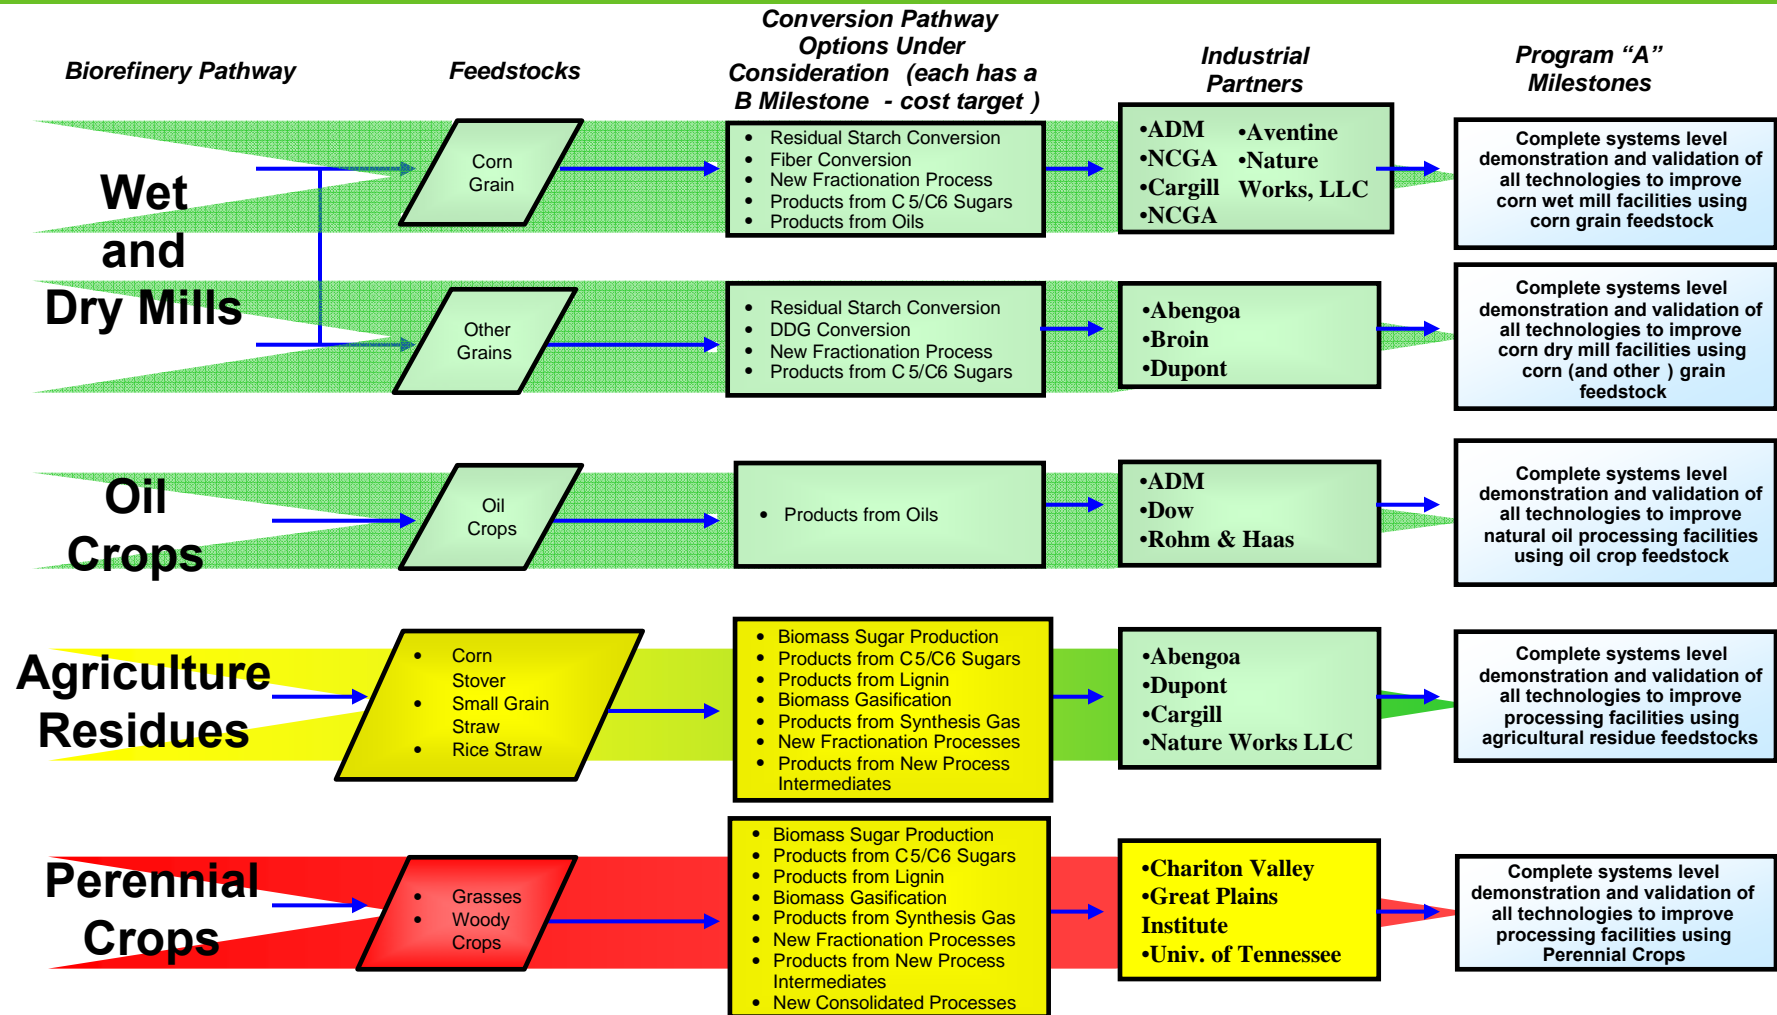 Biorefinery Pathway
Feedstocks
Conversion Pathway
Options Under
Consideration (each has a
B Milestone - cost target )
Industrial
Partners
Program “A”
Milestones
Wet
and
Dry Mills
Corn
Grain
• Residual Starch Conversion
• Fiber Conversion
• New Fractionation Process
• Products from C5/C6 Sugars
• Products from Oils
•ADM
•NCGA
•Cargill
•NCGA
•Aventine
•Nature
Works, LLC
Complete systems level
demonstration and validation of
all technologies to improve
corn wet mill facilities using
corn grain feedstock
Other
Grains
• Residual Starch Conversion
• DDG Conversion
• New Fractionation Process
• Products from C5/C6 Sugars
•Abengoa
•Broin
•Dupont
Complete systems level
demonstration and validation of
all technologies to improve
corn dry mill facilities using
corn (and other ) grain
feedstock
Oil
Crops
Oil
Crops
• Products from Oils
•ADM
•Dow
•Rohm & Haas
Complete systems level
demonstration and validation of
all technologies to improve
natural oil processing facilities
using oil crop feedstock
Agriculture
Residues
• Corn
Stover
• Small Grain
Straw
• Rice Straw
• Biomass Sugar Production
• Products from C5/C6 Sugars
• Products from Lignin
• Biomass Gasification
• Products from Synthesis Gas
• New Fractionation Processes
• Products from New Process
Intermediates
•Abengoa
•Dupont
•Cargill
•Nature Works LLC
Complete systems level
demonstration and validation of
all technologies to improve
processing facilities using
agricultural residue feedstocks
Perennial
Crops
• Grasses
• Woody
Crops
• Biomass Sugar Production
• Products from C5/C6 Sugars
• Products from Lignin
• Biomass Gasification
• Products from Synthesis Gas
• New Fractionation Processes
• Products from New Process
Intermediates
• New Consolidated Processes
•Chariton Valley
•Great Plains
Institute
•Univ. of Tennessee
Complete systems level
demonstration and validation of
all technologies to improve
processing facilities using
Perennial Crops